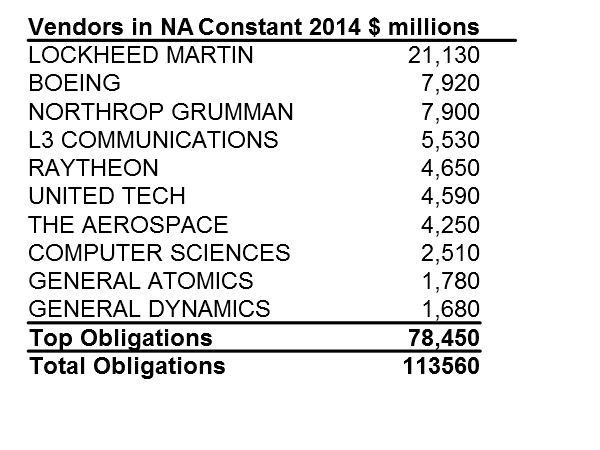 Vendors in NA Constant 2014 $ millions
LOCKHEED MARTIN 21,130
BOEING 7,920
NORTHROP GRUMMAN 7,900
L3 COMMUNICATIONS 5,530
RAYTHEON 4,650
UNITED TECH 4,590
THE AEROSPACE 4,250
COMPUTER SCIENCES 2,510
GENERAL ATOMICS 1,780
GENERAL DYNAMICS 1,680
Top Obligations 78,450
Total Obligations 113560